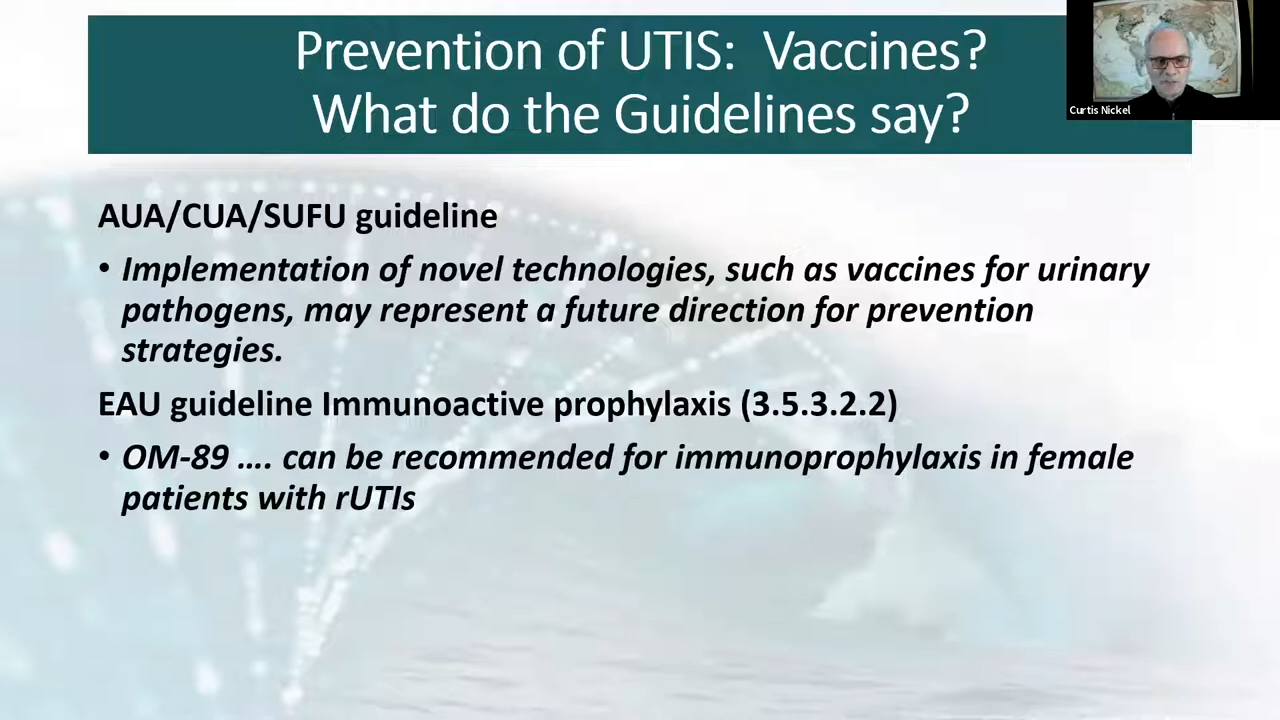 Prevention of UTIS: Vaccines?
What do the Guidelines say?
Curtis Nickel
AUA/CUA/SUFU guideline
• Implementation of novel technologies, such as vaccines for urinary
pathogens, may represent a future direction for prevention
strategies.
EAU guideline Immunoactive prophylaxis (3.5.3.2.2)
• OM-89 .... can be recommended for immunoprophylaxis in female
patients with rUTIs